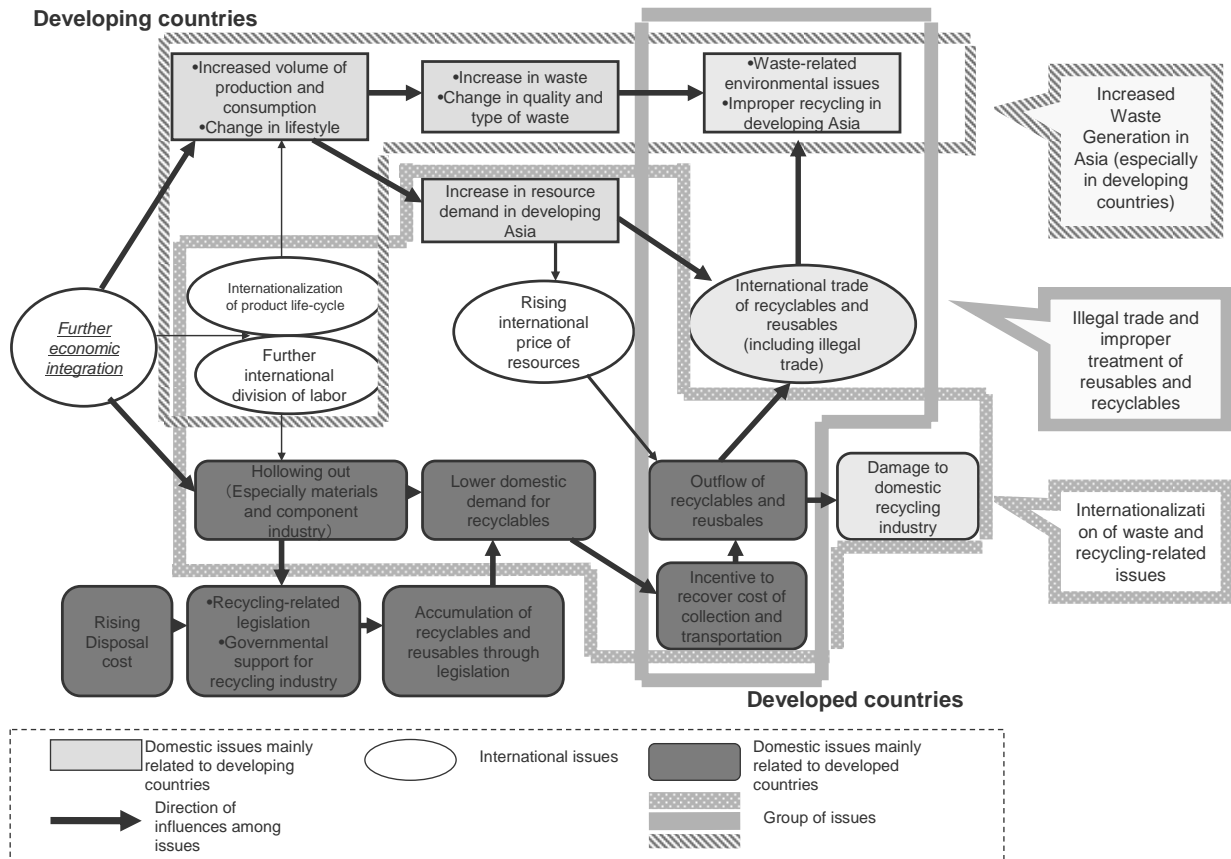 Developing countries
•Increased volume of
production and
consumption
•Change in lifestyle
•Increase in waste
•Change in quality and
type of waste
•Waste-related
environmental issues
•Improper recycling in
developing Asia
Increased
Waste
Generation in
Asia (especially
in developing
countries)
Increase in resource
demand in developing
Asia
Internationalization
of product life-cycle
Further
economic
integration
Further
international
division of labor
Rising
international
price of
resources
International trade
of recyclables and
reusables
(including illegal
trade)
Illegal trade and
improper
treatment of
reusables and
recyclables
Hollowing out
(Especially materials
and component
industry)
Lower domestic
demand for
recyclables
Outflow of
recyclables and
reusbales
Damage to
domestic
recycling
industry
Internationalizati
on of waste and
recycling-related
issues
Rising
Disposal
cost
•Recycling-related
legislation
•Governmental
support for
recycling industry
Accumulation of
recyclables and
reusables through
legislation
Incentive to
recover cost of
collection and
transportation
Developed countries
Domestic issues mainly
related to developing
countries
International issues
Domestic issues mainly
related to developed
countries
Direction of
influences among
issues
Group of issues